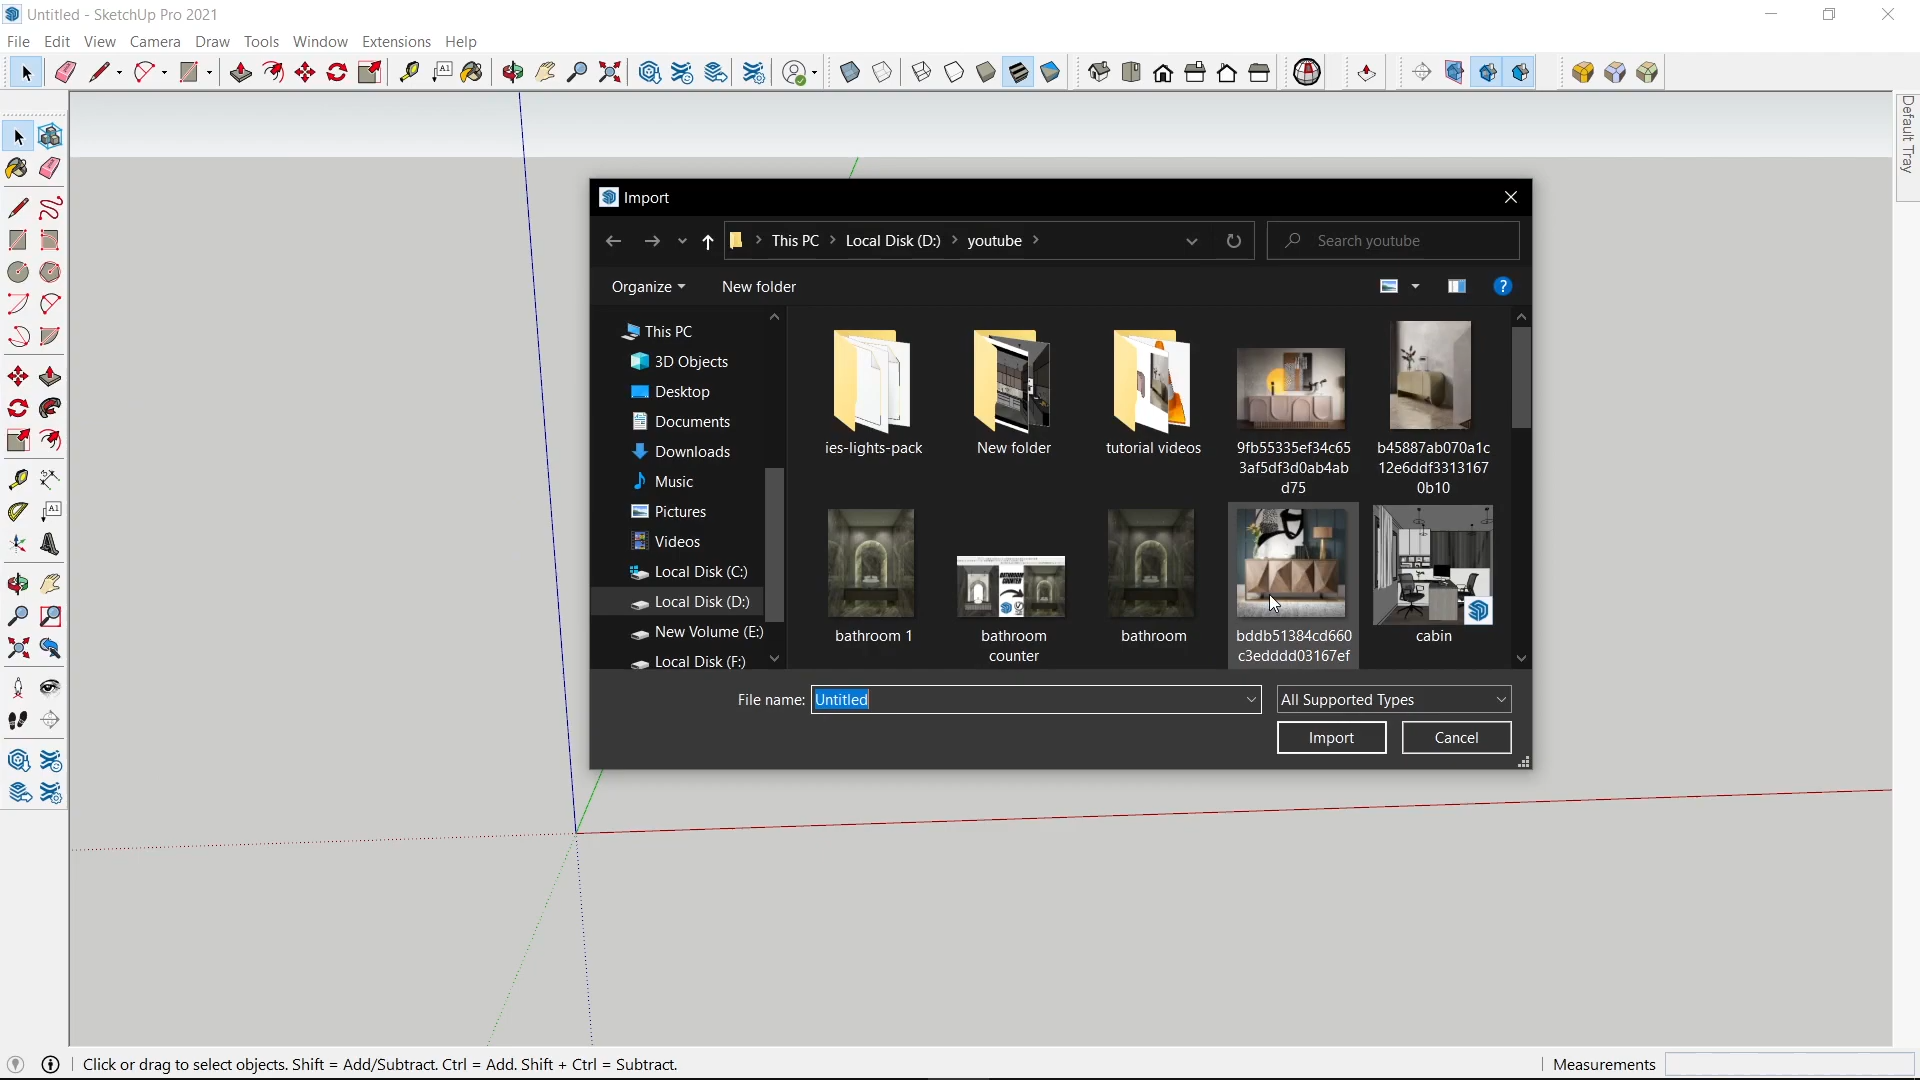 Untitled - SketchUp Pro 2021
File Edit View Camera Draw Tools Window Extensions Help
Default Tray
Import
This PC > Local Disk (D:) > youtube >
Search youtube
Organize
New folder
This PC
3D Objects
Desktop
Documents
Downloads
Music
Pictures
Videos
Local Disk (C:)
Local Disk (D:)
New Volume (E:)
Local Disk (F:)
ies-lights-pack
New folder
tutorial videos
9fb55335ef34c65
3af5df3d0ab4ab
d75
b45887ab070a1c
12e6ddf3313167
0b10
bathroom 1
BATHROOM
COUNTER
bathroom
counter
bathroom
bddb51384cd660
c3edddd03167ef
cabin
File name: Untitled
All Supported Types
Import
Cancel
Click or drag to select objects. Shift = Add/Subtract. Ctrl = Add. Shift + Ctrl = Subtract.
Measurements